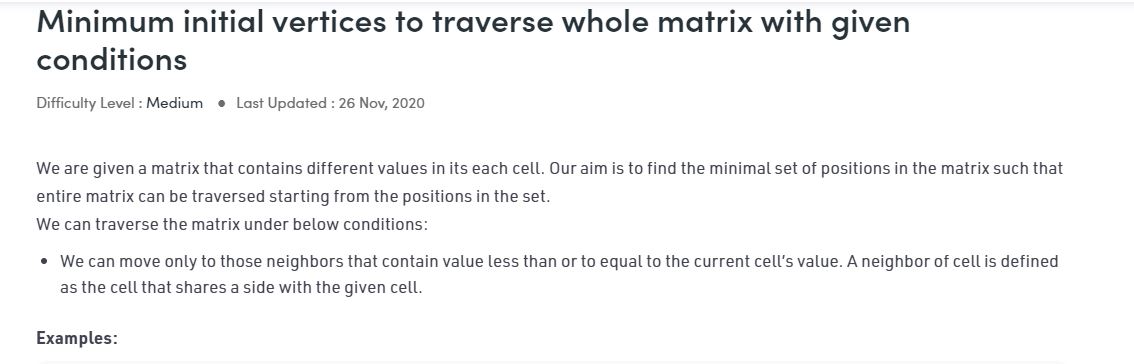 Minimum initial vertices to traverse whole matrix with given
conditions
Difficulty Level : Medium ● Last Updated : 26 Nov, 2020
We are given a matrix that contains different values in its each cell. Our aim is to find the minimal set of positions in the matrix such that
entire matrix can be traversed starting from the positions in the set.
We can traverse the matrix under below conditions:
• We can move only to those neighbors that contain value less than or to equal to the current cell's value. A neighbor of cell is defined
as the cell that shares a side with the given cell.
Examples: